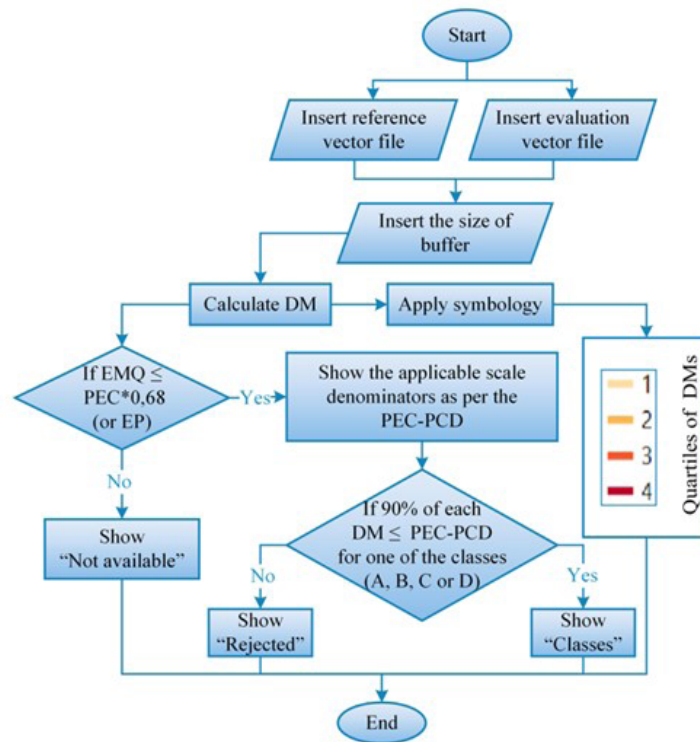 Start
Insert reference
vector file
Insert evaluation
vector file
Insert the size of
buffer
Calculate DM
Apply symbology
If EMQ ≤
PEC*0,68
(or EP)
Yes
Show the applicable scale
denominators as per the
PEC-PCD
1
2
3
4
Quartiles of DMs
No
Show
“Not available”
If 90% of each
DM ≤ PEC-PCD
for one of the classes
(A, B, C or D)
No
Yes
Show
“Rejected”
Show
“Classes”
End